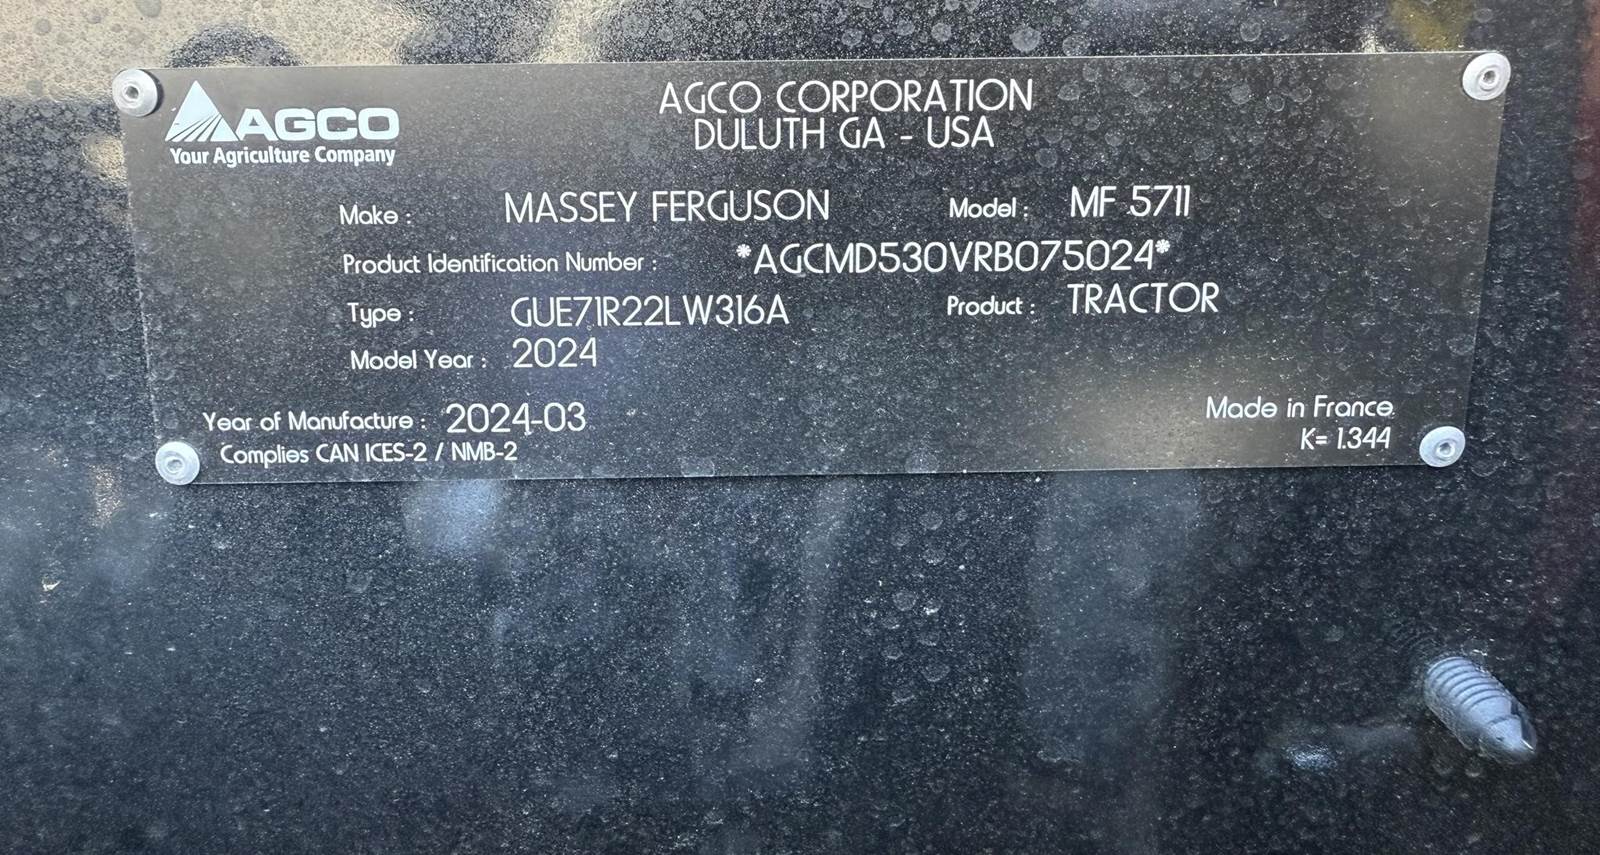 AGCO
Your Agriculture Company
AGCO CORPORATION
DULUTH GA - USA
Make : MASSEY FERGUSON Model : MF 5711
Product Identification Number : *AGCMD530VRB075024*
Type : GUE71R22LW316A Product : TRACTOR
Model Year : 2024
Year of Manufacture : 2024-03
Complies CAN ICES-2 / NMB-2
Made in France
K= 1.344